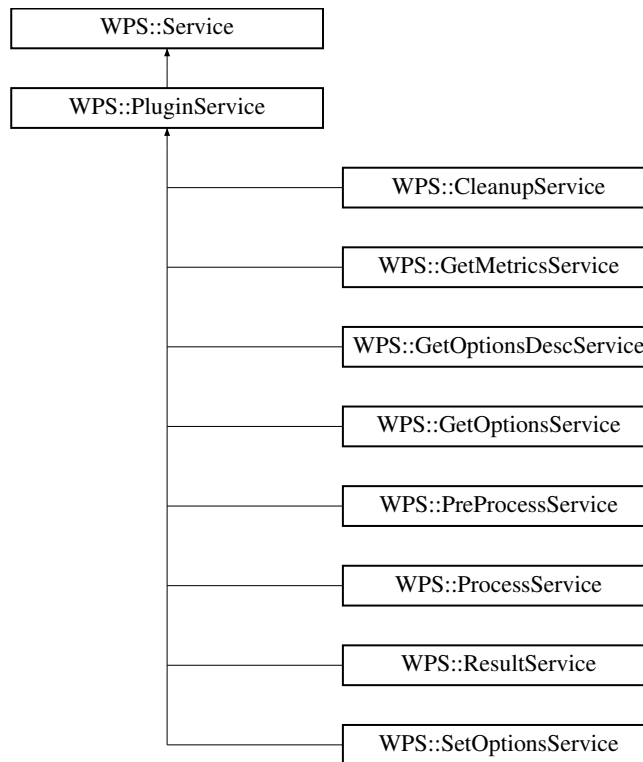 WPS::Service
WPS::PluginService
WPS::CleanupService
WPS::GetMetricsService
WPS::GetOptionsDescService
WPS::GetOptionsService
WPS::PreProcessService
WPS::ProcessService
WPS::ResultService
WPS::SetOptionsService